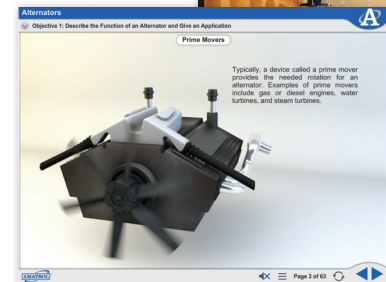 Alternators
A
Objective 1: Describe the Function of an Alternator and Give an Application
Prime Movers
Typically, a device called a prime mover
provides the needed rotation for an
alternator. Examples of prime movers
include gas or diesel engines, water
turbines, and steam turbines.
AMATROL
Page 3 of 63